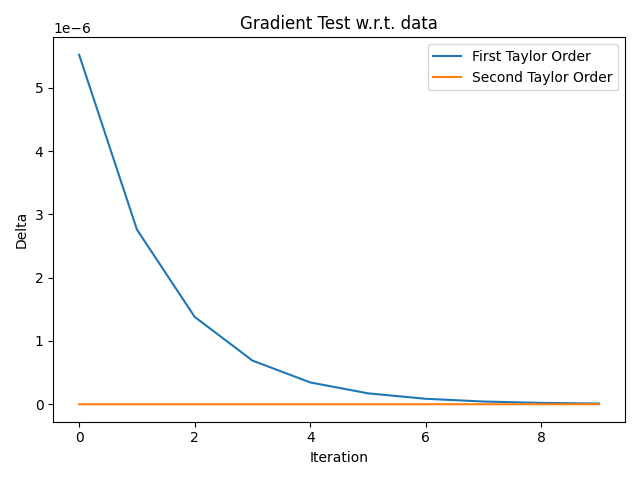 Gradient Test w.r.t. data
1e−6
First Taylor Order
Second Taylor Order
5
4
3
2
1
0
Delta
0 2 4 6 8
Iteration